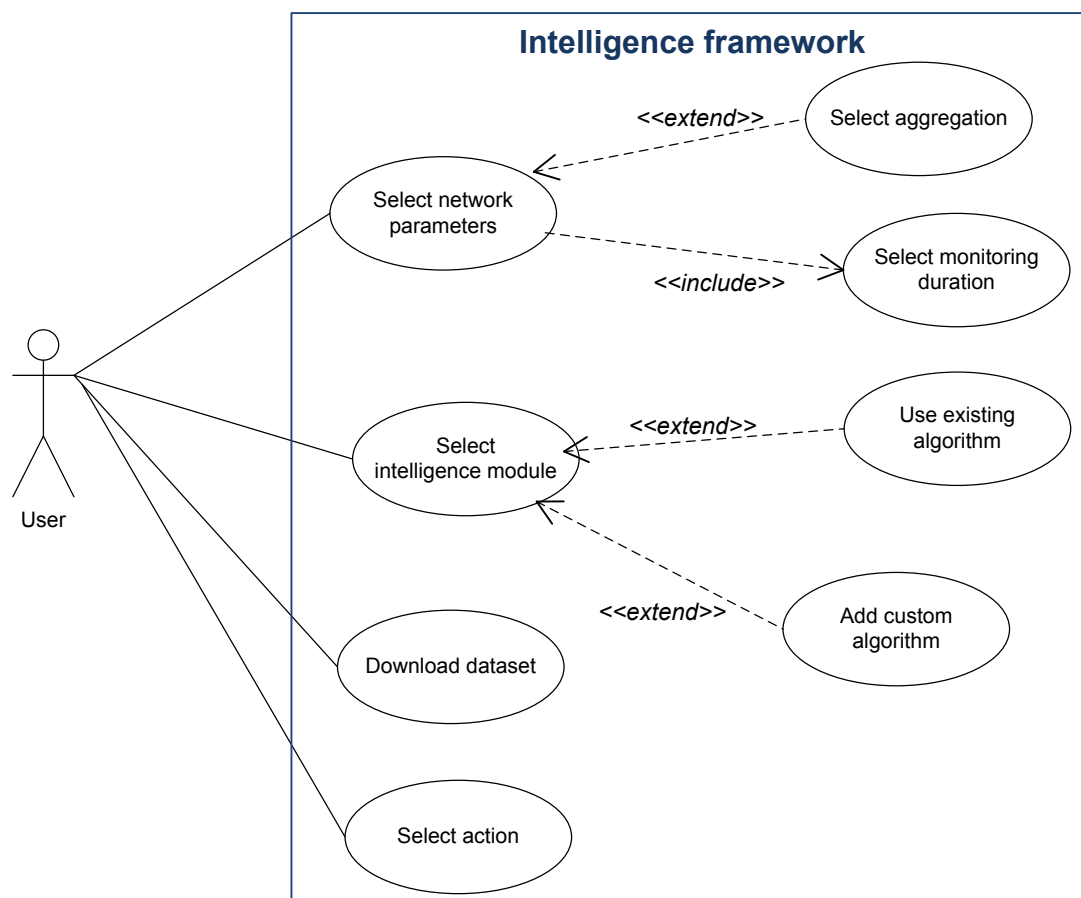 Intelligence framework
<<extend>>
Select aggregation
Select network
parameters
Select monitoring
duration
<<include>>
<<extend>>
Use existing
algorithm
Select
intelligence module
User
<<extend>>
Add custom
algorithm
Download dataset
Select action